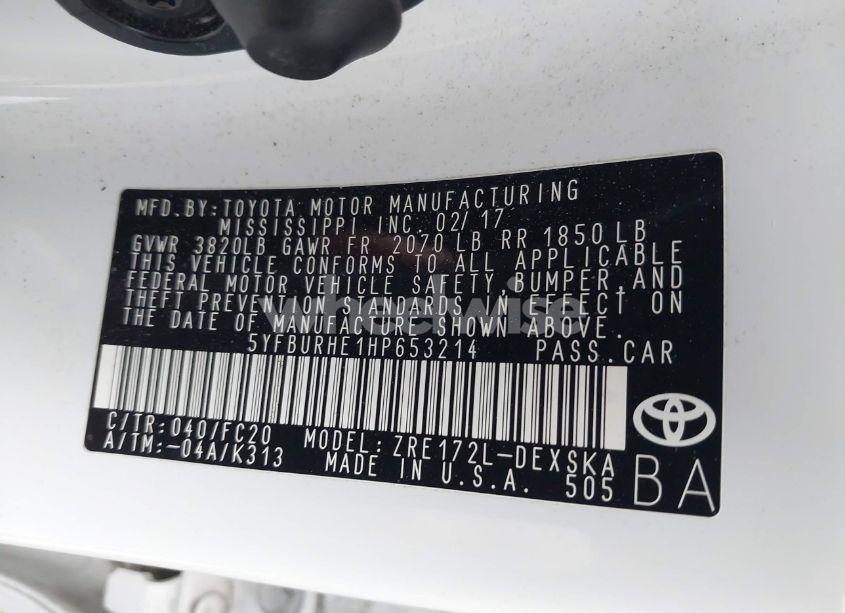 MFD.BY:TOYOTA MOTOR MANUFACTURING
MISSISSIPPI INC. 02/17
GVWR 3820LB GAWR FR 2070 LB RR 1850 LB
THIS VEHICLE CONFORMS TO ALL APPLICABLE
FEDERAL MOTOR VEHICLE SAFETY,BUMPER,AND
THEFT PREVENTION STANDARDS IN EFFECT ON
THE DATE OF MANUFACTURE SHOWN ABOVE.
wheelwise
5YFBURHE1HP653214 PASS.CAR
C/TR:040/FC20 MODEL: ZRE172L-DEXSKA
A/TM:-04A/K313 MADE IN U.S.A. 505
BA